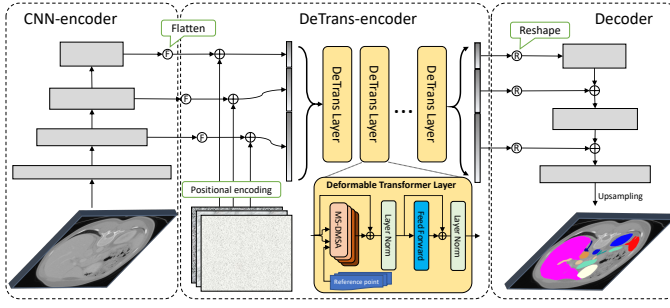 CNN-encoder
DeTrans-encoder
Decoder
Flatten
Reshape
F
F
F
R
R
R
DeTrans Layer
DeTrans Layer
...
DeTrans Layer
Positional encoding
Deformable Transformer Layer
MS-DMSA
Layer Norm
Feed Forward
Layer Norm
Reference point
Upsampling